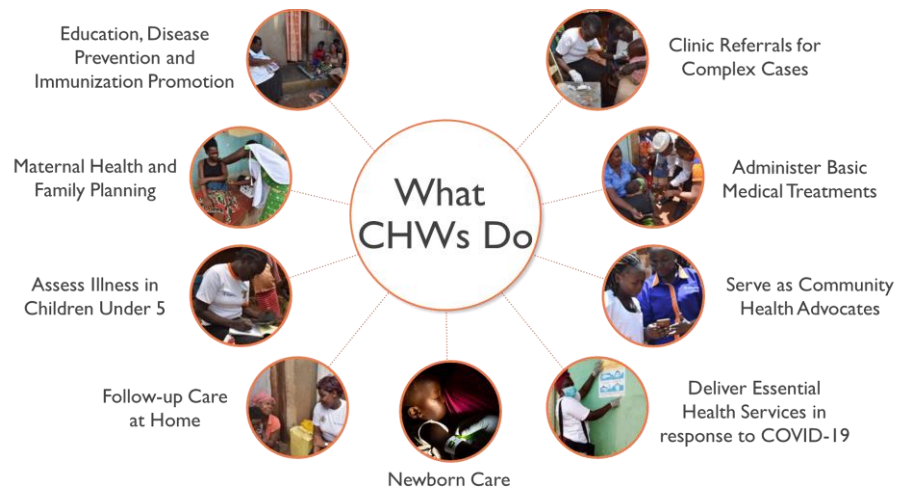 Education, Disease
Prevention and
Immunization Promotion
Clinic Referrals for
Complex Cases
Maternal Health and
Family Planning
Administer Basic
Medical Treatments
What
CHWs Do
Assess Illness in
Children Under 5
Serve as Community
Health Advocates
Follow-up Care
at Home
Deliver Essential
Health Services in
response to COVID-19
Newborn Care